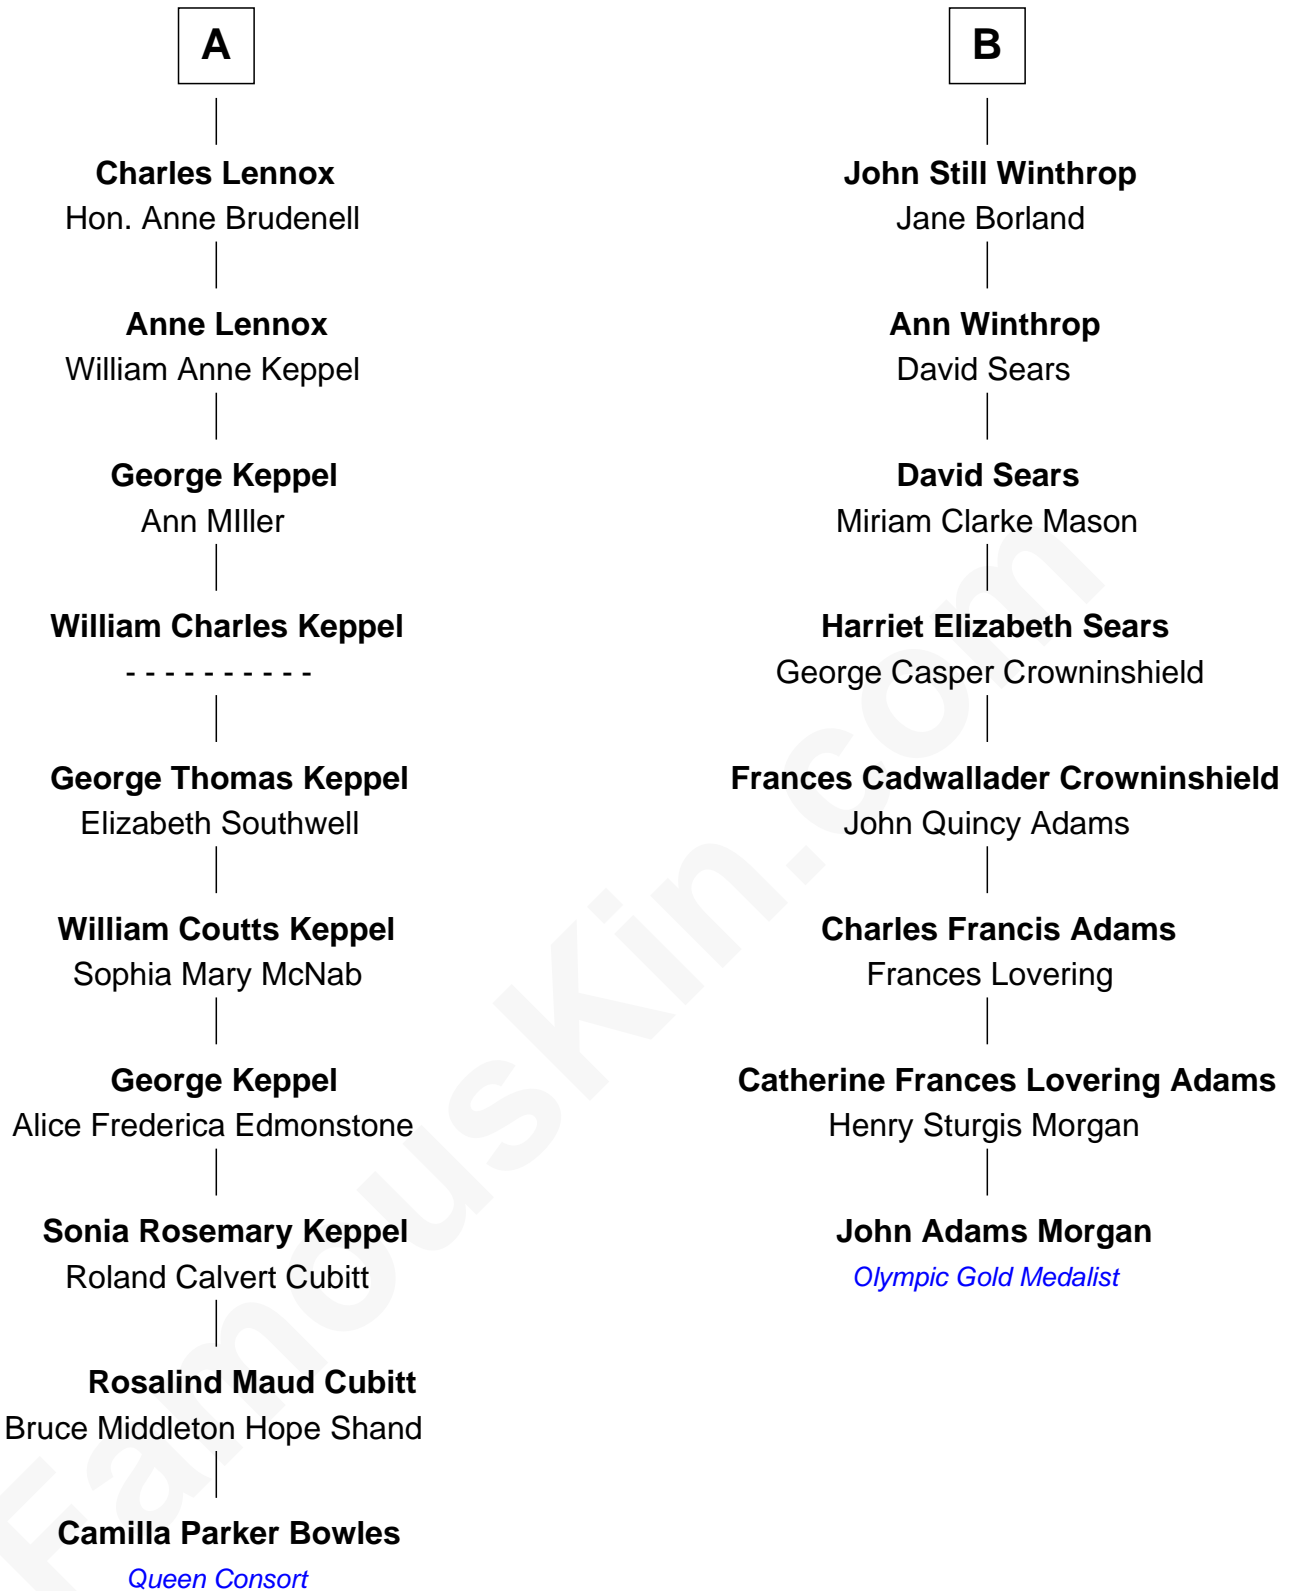 A
Charles Lennox
Hon. Anne Brudenell
Anne Lennox
William Anne Keppel
George Keppel
Ann MIller
William Charles Keppel
- - - - - - - - - -
George Thomas Keppel
Elizabeth Southwell
William Coutts Keppel
Sophia Mary McNab
George Keppel
Alice Frederica Edmonstone
Sonia Rosemary Keppel
Roland Calvert Cubitt
Rosalind Maud Cubitt
Bruce Middleton Hope Shand
Camilla Parker Bowles
Queen Consort
B
John Still Winthrop
Jane Borland
Ann Winthrop
David Sears
David Sears
Miriam Clarke Mason
Harriet Elizabeth Sears
George Casper Crowninshield
Frances Cadwallader Crowninshield
John Quincy Adams
Charles Francis Adams
Frances Lovering
Catherine Frances Lovering Adams
Henry Sturgis Morgan
John Adams Morgan
Olympic Gold Medalist
FamousKin.com